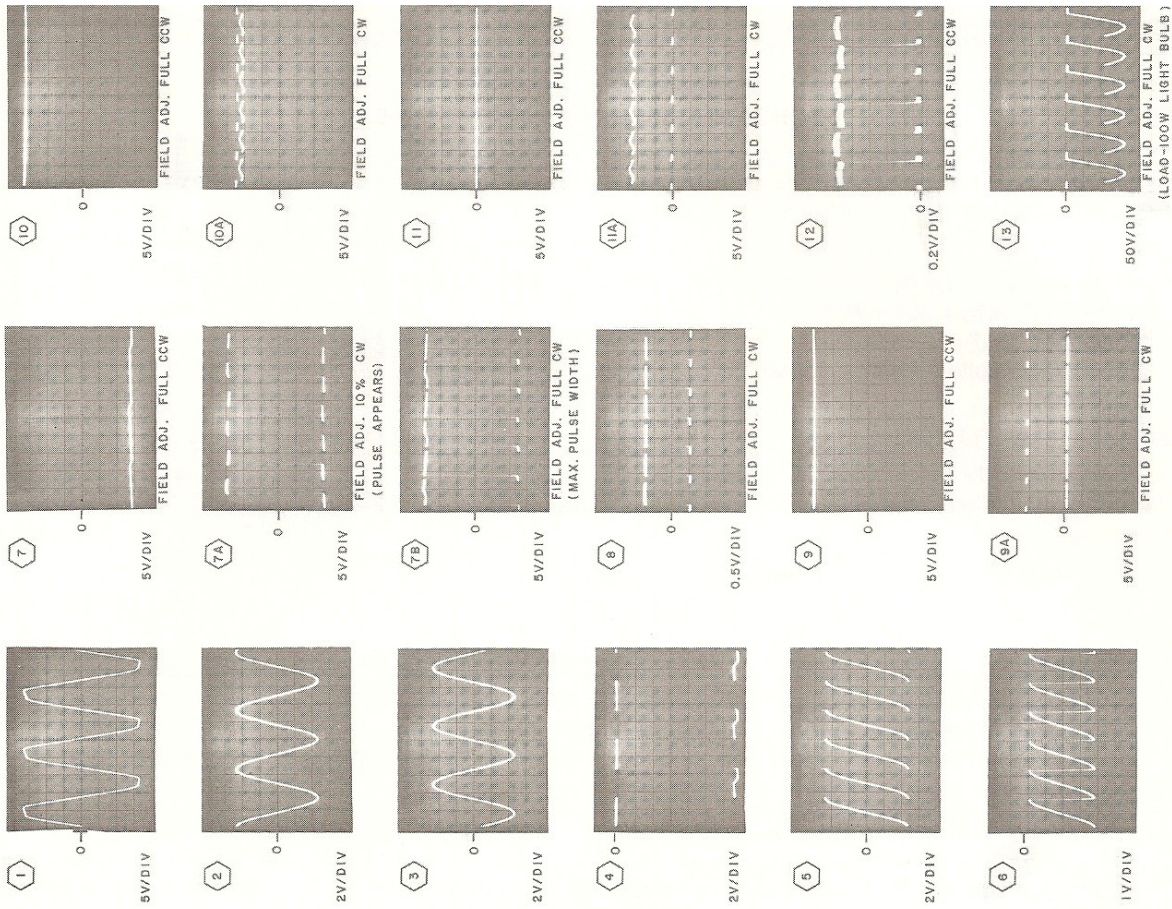 1
0
5V/DIV
2
0
2V/DIV
3
0
2V/DIV
4
0
2V/DIV
5
0
2V/DIV
6
0
1V/DIV
7
0
5V/DIV
FIELD ADJ. FULL CCW
7A
0
5V/DIV
FIELD ADJ. 10% CW
(PULSE APPEARS)
7B
0
5V/DIV
FIELD ADJ. FULL CW
(MAX. PULSE WIDTH)
8
0
0.5V/DIV
FIELD ADJ. FULL CW
9
0
5V/DIV
FIELD ADJ. FULL CCW
9A
0
5V/DIV
FIELD ADJ. FULL CW
10
0
5V/DIV
FIELD ADJ. FULL CCW
10A
0
5V/DIV
FIELD ADJ. FULL CW
11
0
5V/DIV
FIELD AJD. FULL CCW
11A
0
5V/DIV
FIELD ADJ. FULL CW
12
0
0.2V/DIV
FIELD ADJ. FULL CCW
13
0
50V/DIV
FIELD ADJ. FULL CW
(LOAD-100W LIGHT BULB)